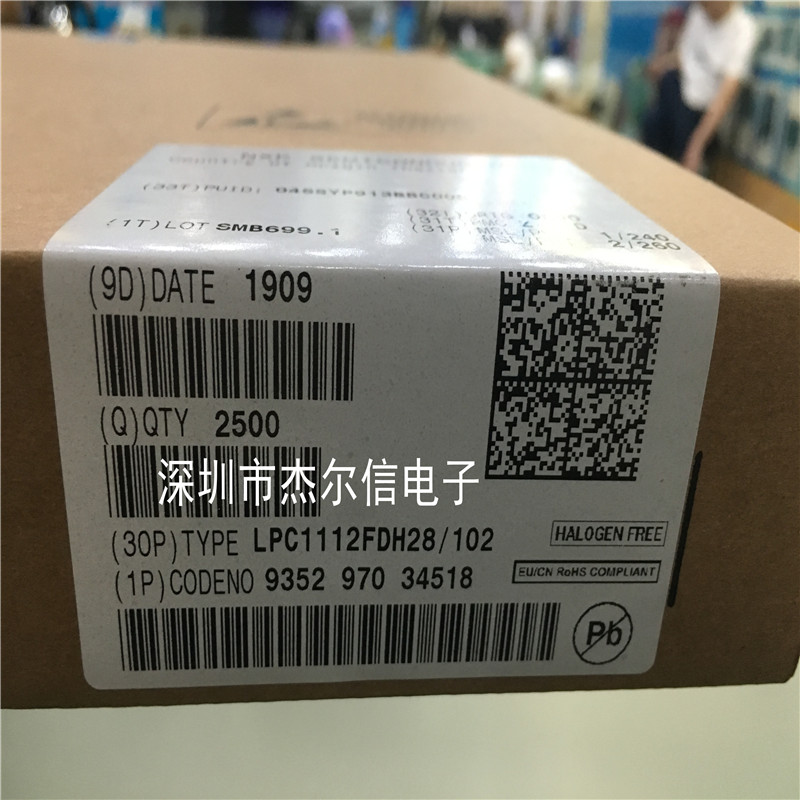 (33T)PUID:
(1T)LOT SMB699.1
1/240
2/260
(9D)DATE 1909
(Q)QTY 2500
深圳市杰尔信电子
(30P)TYPE LPC1112FDH28/102
HALOGEN FREE
(1P)CODENO 9352 970 34518
EU/CN RoHS COMPLIANT
Pb